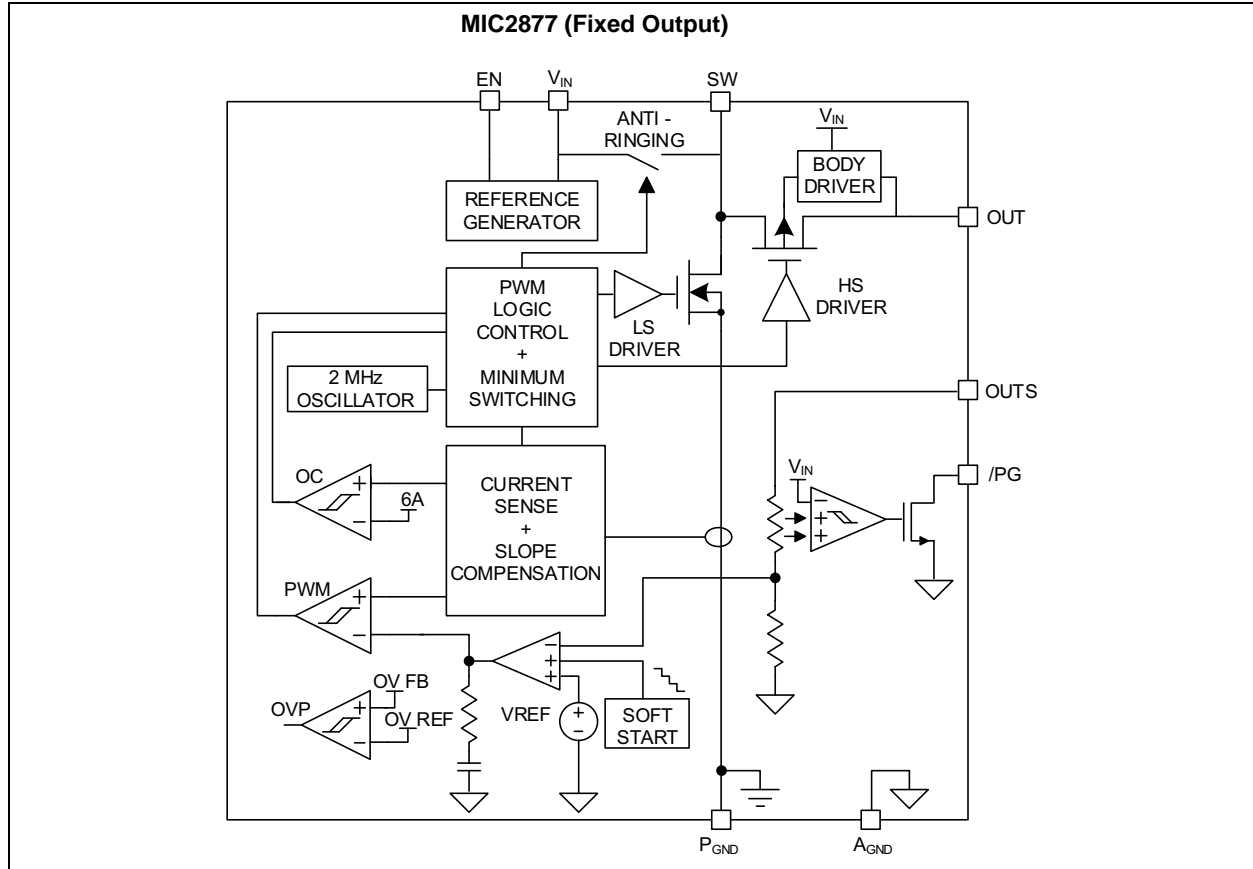 MIC2877 (Fixed Output)
EN
VIN
SW
ANTI -
RINGING
VIN
BODY
DRIVER
REFERENCE
GENERATOR
OUT
PWM
LOGIC
CONTROL
+
MINIMUM
SWITCHING
LS
DRIVER
HS
DRIVER
2 MHz
OSCILLATOR
OUTS
OC
+
6A
−
CURRENT
SENSE
+
SLOPE
COMPENSATION
VIN
−
+
+
/PG
PWM
+
−
−
+
+
OVP
OV FB
+
OV REF
−
VREF
+
−
SOFT
START
PGND
AGND